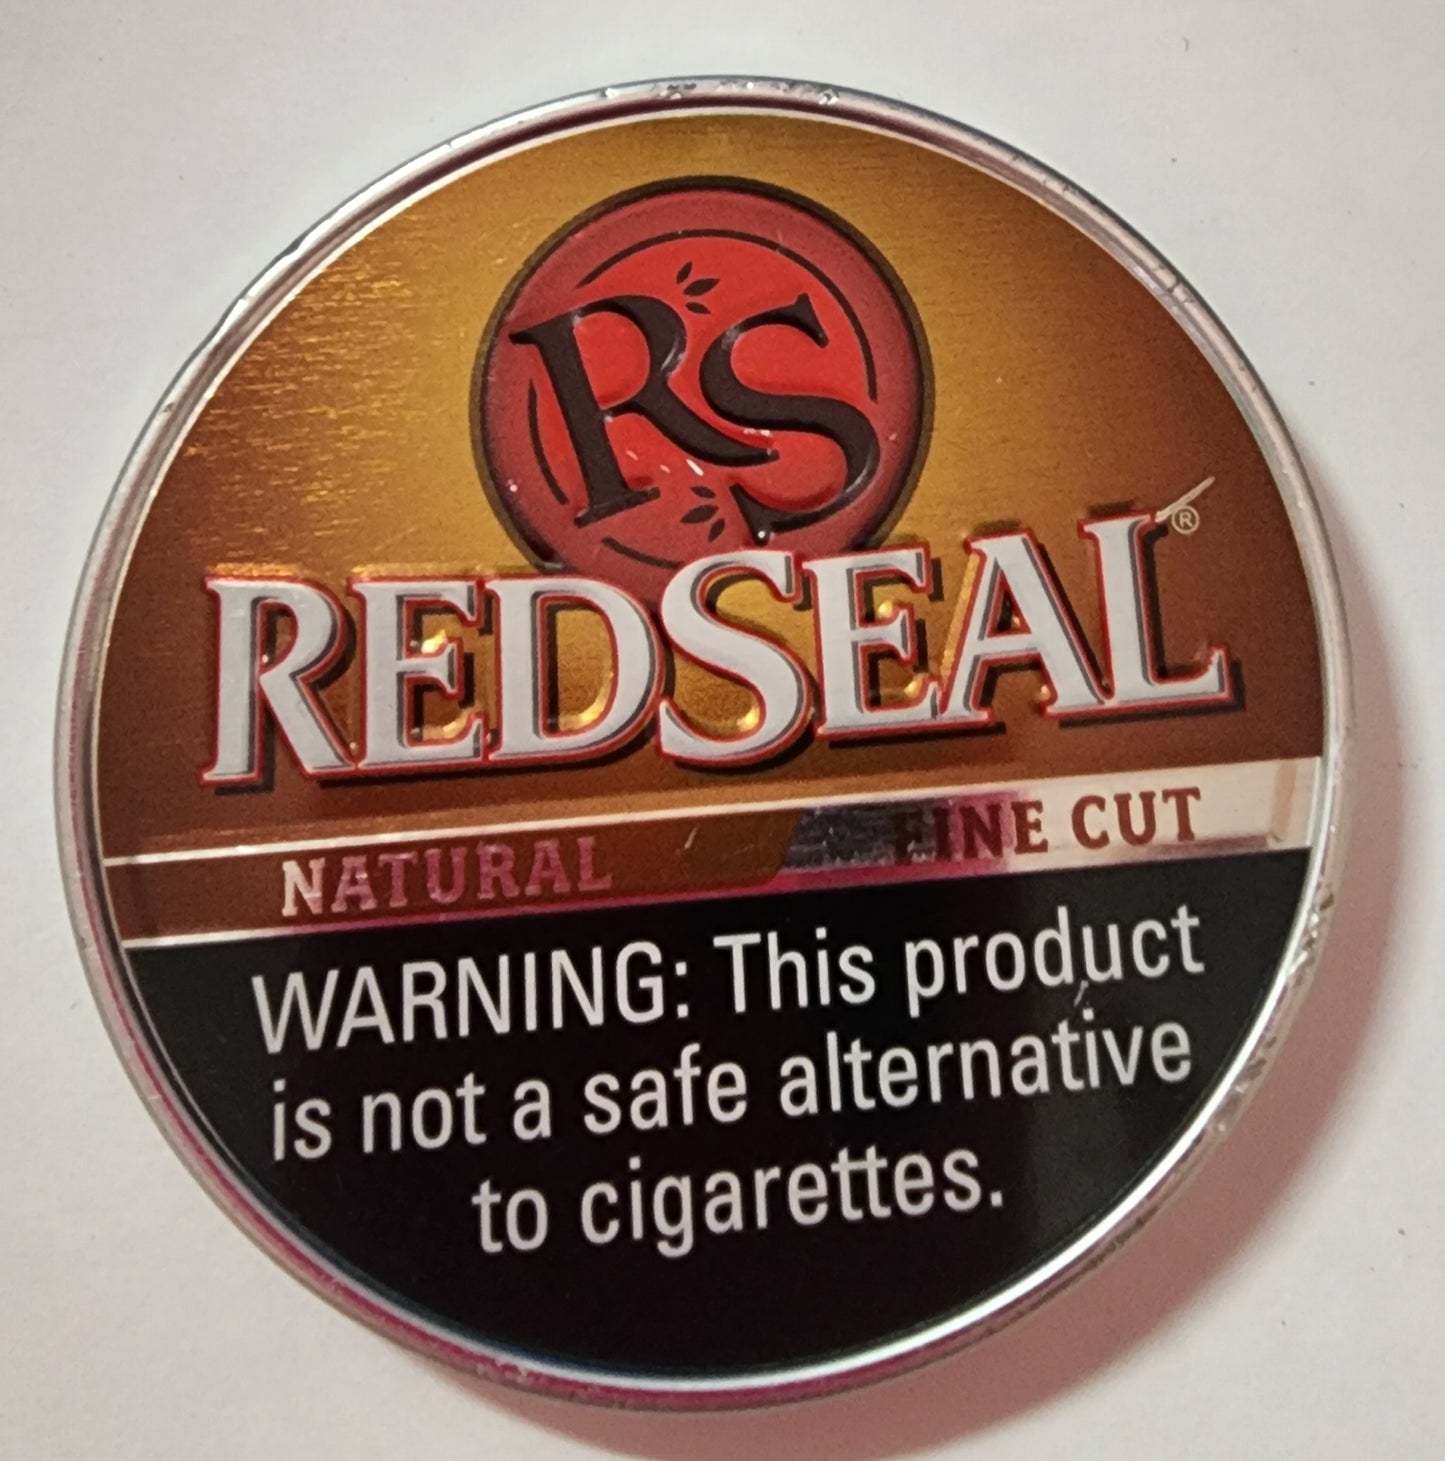 RS
REDSEAL®
NATURAL FINE CUT
WARNING: This product
is not a safe alternative
to cigarettes.